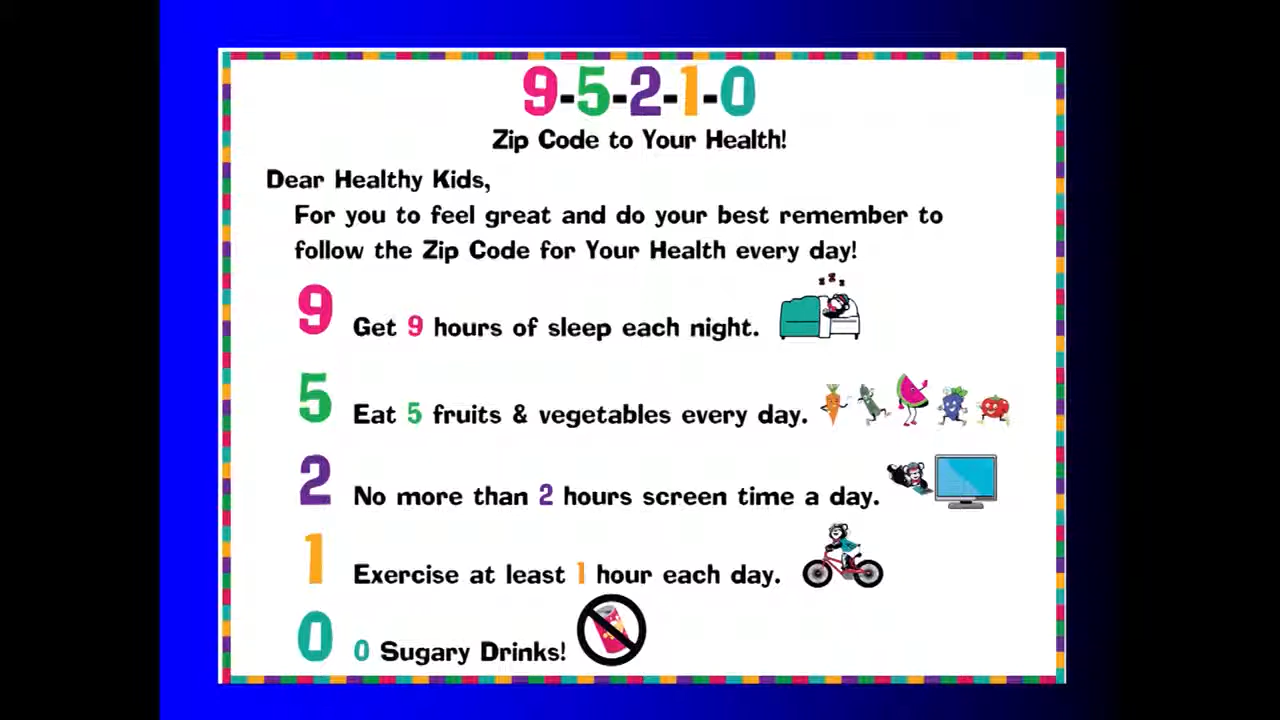 9-5-2-1-0
Zip Code to Your Health!
Dear Healthy Kids,
For you to feel great and do your best remember to
follow the Zip Code for Your Health every day!
9 Get 9 hours of sleep each night.
5 Eat 5 fruits & vegetables every day.
2 No more than 2 hours screen time a day.
1 Exercise at least 1 hour each day.
0 0 Sugary Drinks!